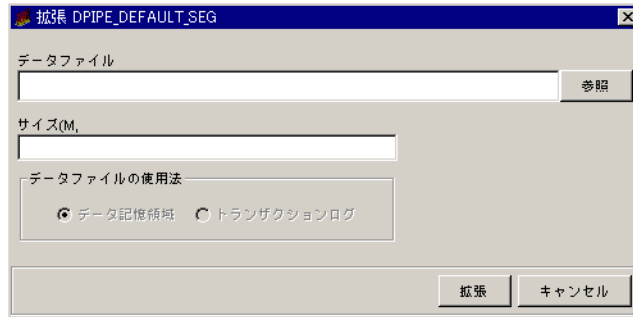 拡張 DPIPE_DEFAULT_SEG
データファイル
参照
サイズ(M,
データファイルの使用法
データ記憶領域 トランザクションログ
拡張 キャンセル